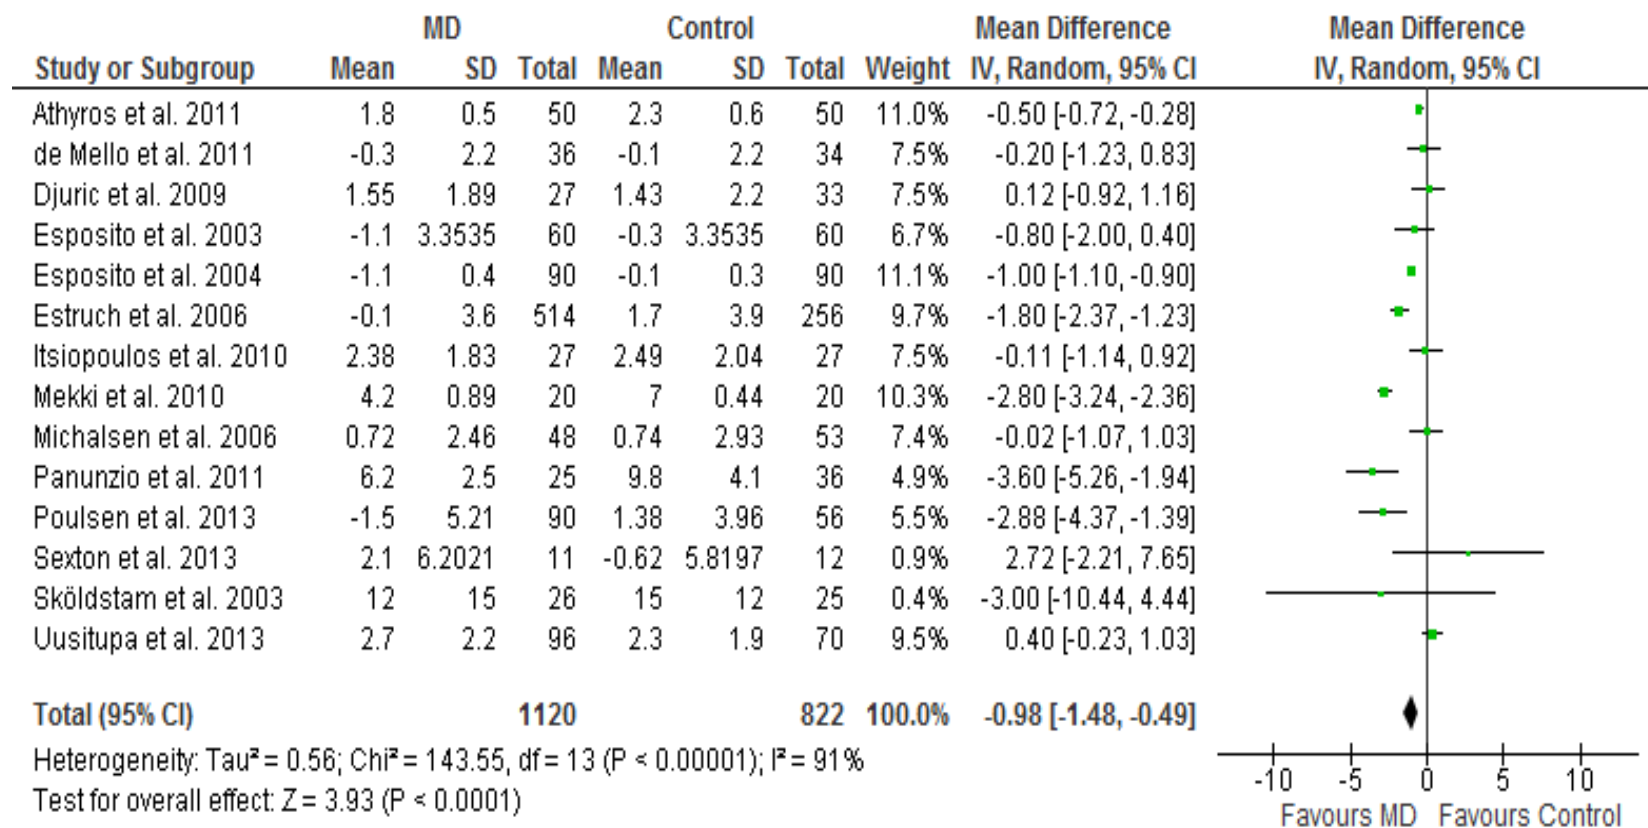 MD Control Mean Difference Mean Difference
Study or Subgroup Mean SD Total Mean SD Total Weight IV, Random, 95% CI IV, Random, 95% CI
Athyros et al. 2011 1.8 0.5 50 2.3 0.6 50 11.0% -0.50 [-0.72, -0.28]
de Mello et al. 2011 -0.3 2.2 36 -0.1 2.2 34 7.5% -0.20 [-1.23, 0.83]
Djuric et al. 2009 1.55 1.89 27 1.43 2.2 33 7.5% 0.12 [-0.92, 1.16]
Esposito et al. 2003 -1.1 3.3535 60 -0.3 3.3535 60 6.7% -0.80 [-2.00, 0.40]
Esposito et al. 2004 -1.1 0.4 90 -0.1 0.3 90 11.1% -1.00 [-1.10, -0.90]
Estruch et al. 2006 -0.1 3.6 514 1.7 3.9 256 9.7% -1.80 [-2.37, -1.23]
Itsiopoulos et al. 2010 2.38 1.83 27 2.49 2.04 27 7.5% -0.11 [-1.14, 0.92]
Mekki et al. 2010 4.2 0.89 20 7 0.44 20 10.3% -2.80 [-3.24, -2.36]
Michalsen et al. 2006 0.72 2.46 48 0.74 2.93 53 7.4% -0.02 [-1.07, 1.03]
Panunzio et al. 2011 6.2 2.5 25 9.8 4.1 36 4.9% -3.60 [-5.26, -1.94]
Poulsen et al. 2013 -1.5 5.21 90 1.38 3.96 56 5.5% -2.88 [-4.37, -1.39]
Sexton et al. 2013 2.1 6.2021 11 -0.62 5.8197 12 0.9% 2.72 [-2.21, 7.65]
Sköldstam et al. 2003 12 15 26 15 12 25 0.4% -3.00 [-10.44, 4.44]
Uusitupa et al. 2013 2.7 2.2 96 2.3 1.9 70 9.5% 0.40 [-0.23, 1.03]
Total (95% CI) 1120 822 100.0% -0.98 [-1.48, -0.49]
Heterogeneity: Tau² = 0.56; Chi² = 143.55, df = 13 (P < 0.00001); I² = 91%
Test for overall effect: Z = 3.93 (P < 0.0001)
-10 -5 0 5 10
Favours MD Favours Control